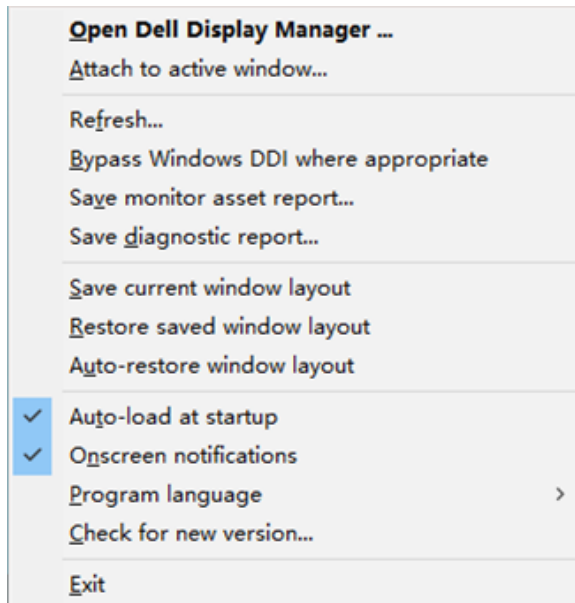 Open Dell Display Manager ...
Attach to active window...
Refresh...
Bypass Windows DDI where appropriate
Save monitor asset report...
Save diagnostic report...
Save current window layout
Restore saved window layout
Auto-restore window layout
Auto-load at startup
Onscreen notifications
Program language
Check for new version...
Exit